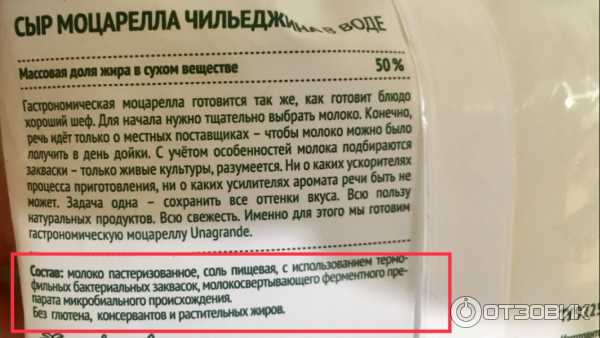 СЫР МОЦАРЕЛЛА ЧИЛЬЕДЖИНА В ВОДЕ
Массовая доля жира в сухом веществе 50 %
Гастрономическая моцарелла готовится так же, как готовит блюдо
хороший шеф. Для начала нужно тщательно выбрать молоко. Конечно,
речь идёт только о местных поставщиках – чтобы молоко можно было
получить в день дойки. С учётом особенностей молока подбираются
закваски – только живые культуры, разумеется. Ни о каких ускорителях
процесса приготовления, ни о каких усилителях аромата речи быть не
может. Задача одна – сохранить все оттенки вкуса. Всю пользу
натуральных продуктов. Всю свежесть. Именно для этого мы готовим
гастрономическую моцареллу Unagrande.
Состав: молоко пастеризованное, соль пищевая, с использованием термо-
фильных бактериальных заквасок, молокосвертывающего ферментного пре-
парата микробиального происхождения.
Без глютена, консервантов и растительных жиров.
ОТЗОВИК